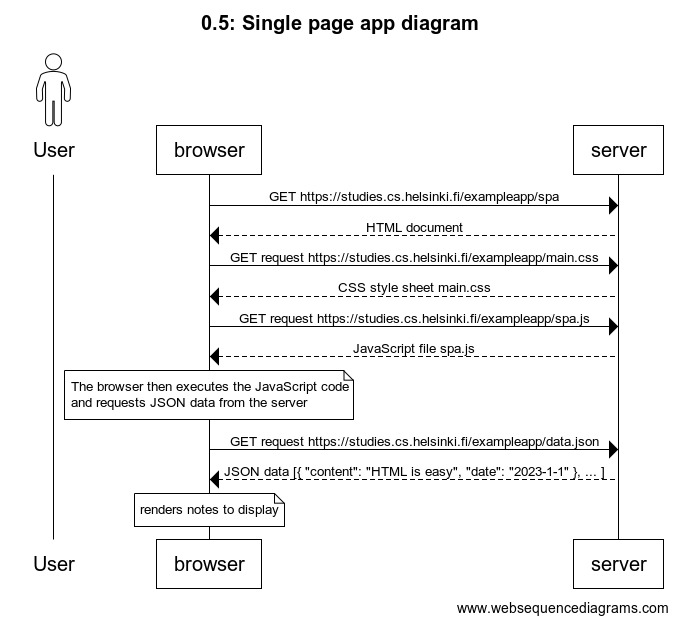 0.5: Single page app diagram
User
browser
server
GET https://studies.cs.helsinki.fi/exampleapp/spa
HTML document
GET request https://studies.cs.helsinki.fi/exampleapp/main.css
CSS style sheet main.css
GET request https://studies.cs.helsinki.fi/exampleapp/spa.js
JavaScript file spa.js
The browser then executes the JavaScript code
and requests JSON data from the server
GET request https://studies.cs.helsinki.fi/exampleapp/data.json
JSON data [{ "content": "HTML is easy", "date": "2023-1-1" }, ... ]
renders notes to display
User
browser
server
www.websequencediagrams.com